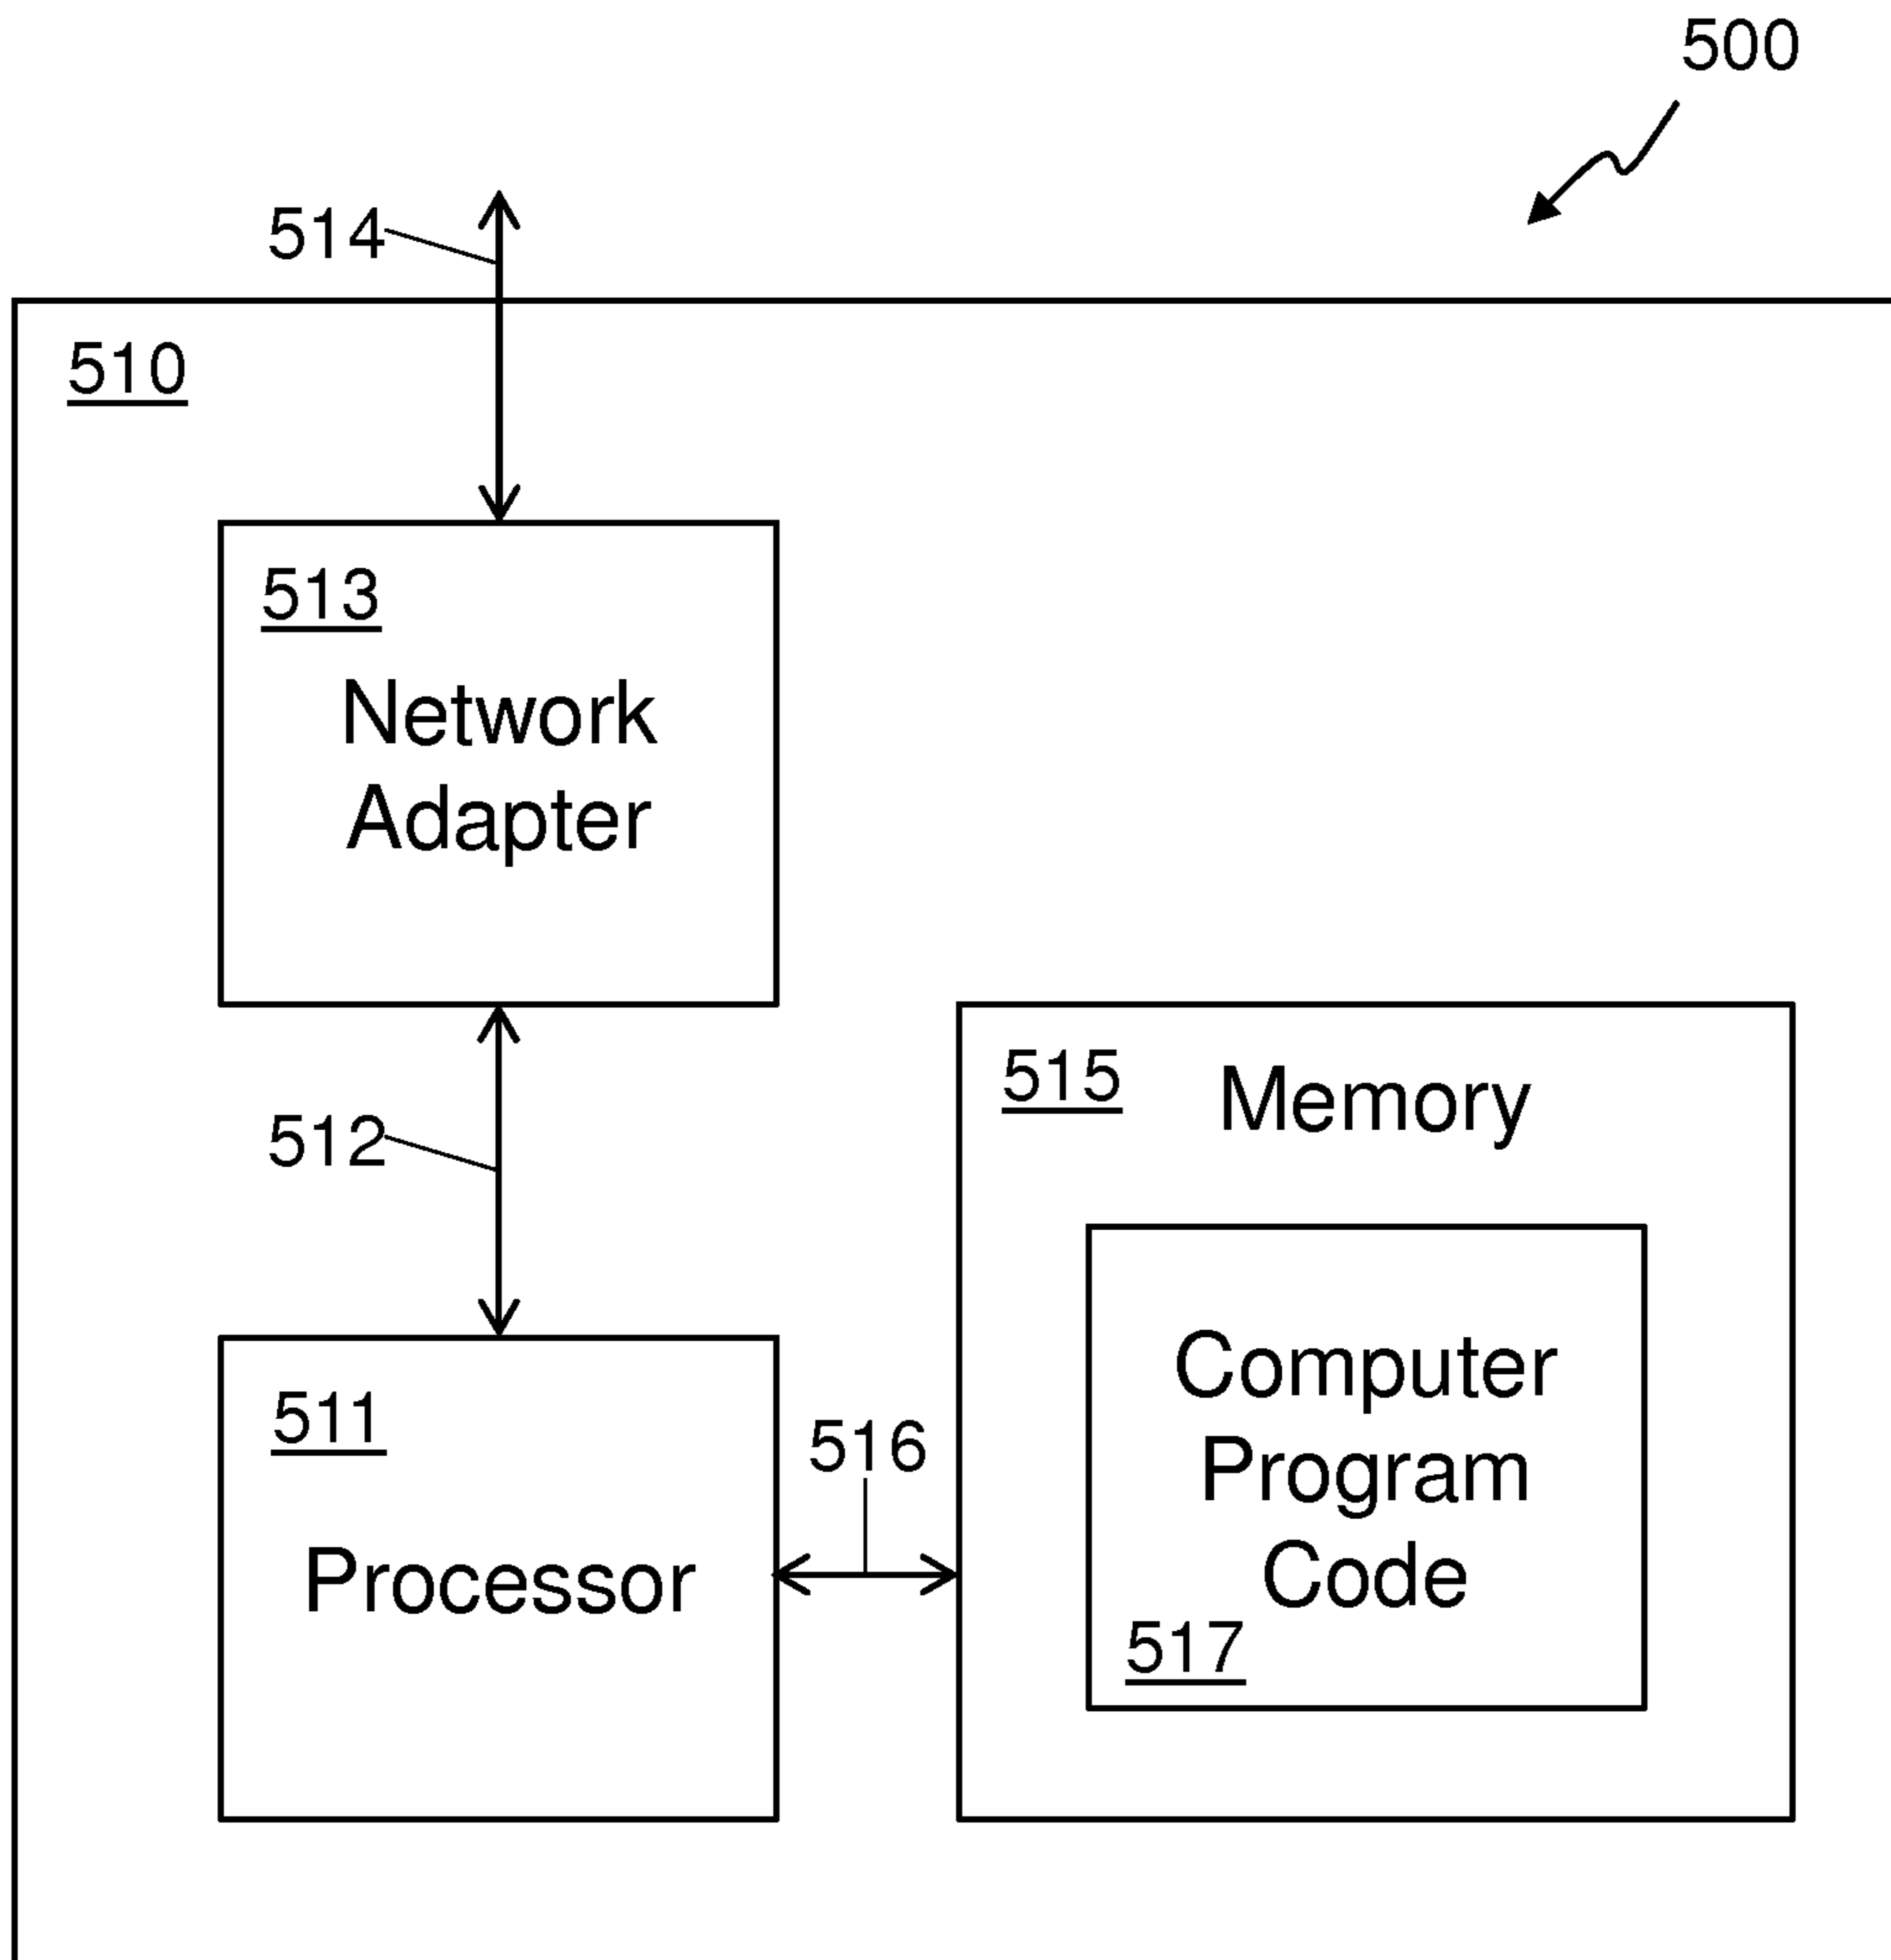 500
514
510
513
Network
Adapter
512
515 Memory
511
Processor
516
Computer
Program
Code
517